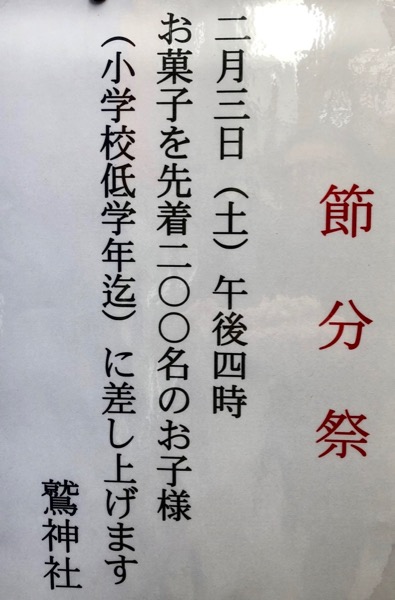 節分祭
二月三日（土）午後四時
お菓子を先着二〇〇名のお子様
（小学校低学年迄）に差し上げます
鷲神社